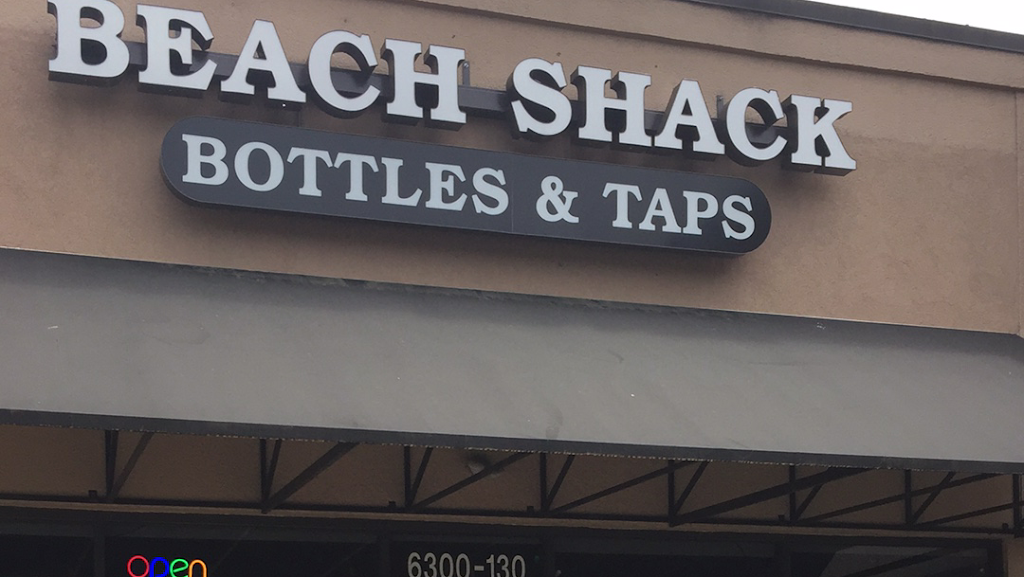 BEACH SHACK
BOTTLES & TAPS
6300-130
open